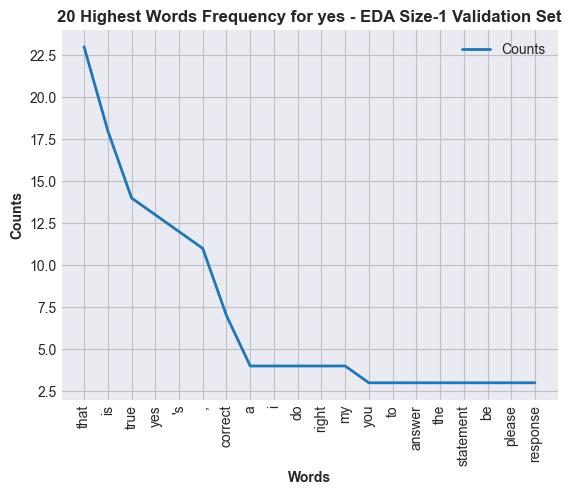 20 Highest Words Frequency for yes - EDA Size-1 Validation Set
Counts
Counts
22.5
20.0
17.5
15.0
12.5
10.0
7.5
5.0
2.5
that
is
true
yes
's
,
correct
a
i
do
right
my
you
to
answer
the
statement
be
please
response
Words